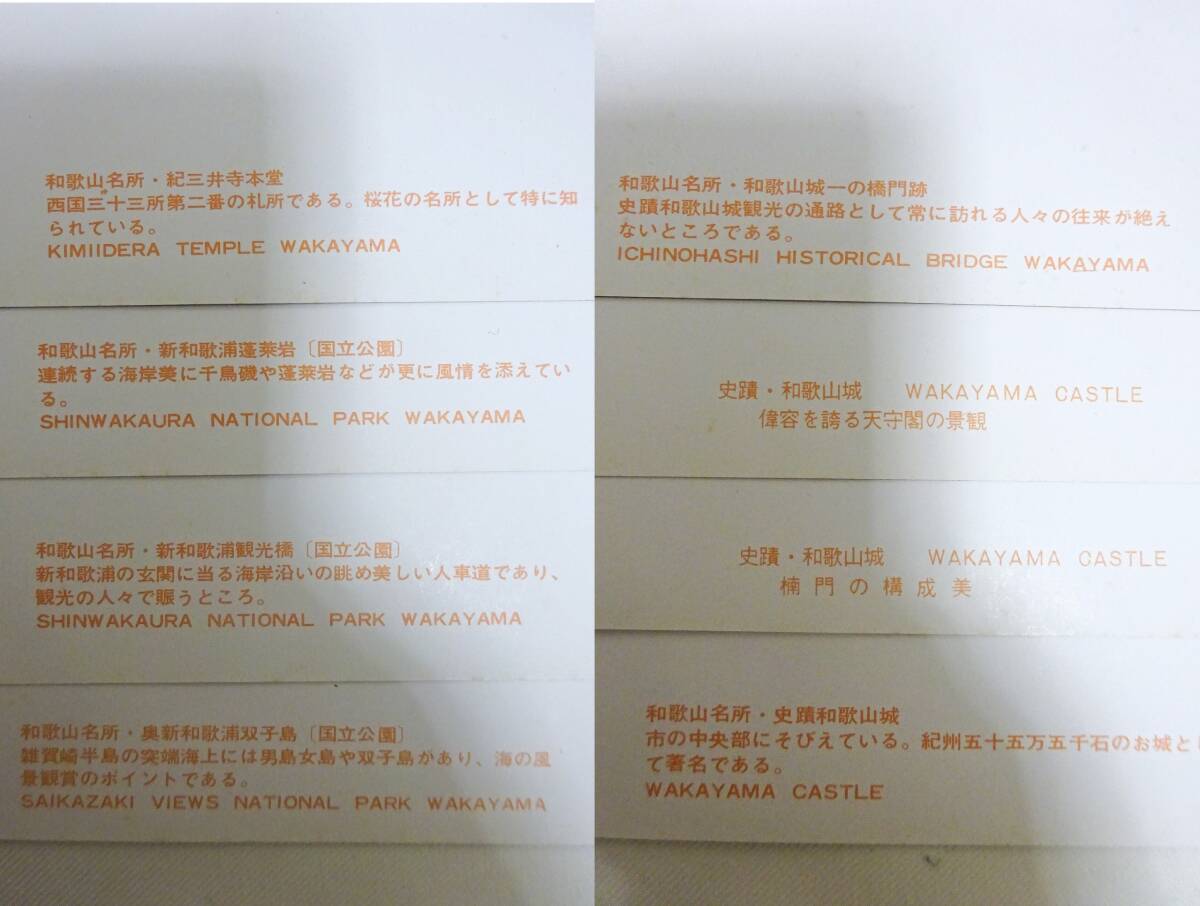 和歌山名所・紀三井寺本堂
西国三十三所第二番の札所である。桜花の名所として特に知
られている。
KIMIIDERA TEMPLE WAKAYAMA
和歌山名所・新和歌浦蓬莱岩〔国立公園〕
連続する海岸美に千鳥磯や蓬莱岩などが更に風情を添えてい
る。
SHINWAKAURA NATIONAL PARK WAKAYAMA
和歌山名所・新和歌浦観光橋〔国立公園〕
新和歌浦の玄関に当る海岸沿いの眺め美しい人車道であり、
観光の人々で賑うところ。
SHINWAKAURA NATIONAL PARK WAKAYAMA
和歌山名所・奥新和歌浦双子島〔国立公園〕
雑賀崎半島の突端海上には男島女島や双子島があり、海の風
景観賞のポイントである。
SAIKAZAKI VIEWS NATIONAL PARK WAKAYAMA
和歌山名所・和歌山城一の橋門跡
史蹟和歌山城観光の通路として常に訪れる人々の往来が絶え
ないところである。
ICHINOHASHI HISTORICAL BRIDGE WAKAYAMA
史蹟・和歌山城 WAKAYAMA CASTLE
偉容を誇る天守閣の景観
史蹟・和歌山城 WAKAYAMA CASTLE
楠門の構成美
和歌山名所・史蹟和歌山城
市の中央部にそびえている。紀州五十五万五千石のお城とし
て著名である。
WAKAYAMA CASTLE